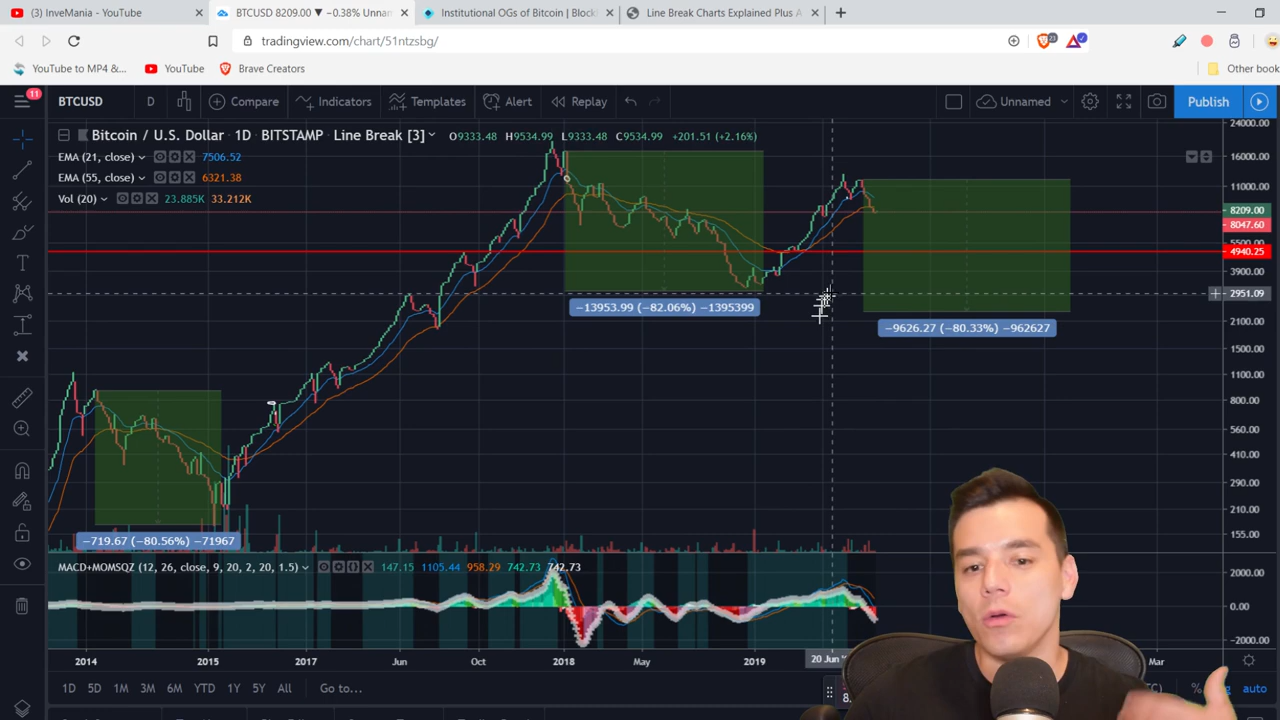 (3) InveMania - YouTube
BTCUSD 8209.00 ▼ −0.38% Unnam
Institutional OGs of Bitcoin | Block
Line Break Charts Explained Plus A
tradingview.com/chart/51ntzsbg/
23
YouTube to MP4 &...
YouTube
Brave Creators
Other book
11
BTCUSD
D
Compare
Indicators
Templates
Alert
Replay
Unnamed
Publish
Bitcoin / U.S. Dollar 1D BITSTAMP Line Break [3]
O9333.48 H9534.99 L9333.48 C9534.99 +201.51 (+2.16%)
EMA (21, close) 7506.52
EMA (55, close) 6321.38
Vol (20) 23.885K 33.212K
24000.00
16000.00
11000.00
8209.00
8047.60
5500.00
4940.25
3900.00
2951.09
2100.00
1500.00
1100.00
800.00
560.00
410.00
290.00
210.00
155.00
−13953.99 (−82.06%) −1395399
−9626.27 (−80.33%) −962627
−719.67 (−80.56%) −71967
MACD+MOMSQZ (12, 26, close, 9, 20, 2, 20, 1.5) 147.15 1105.44 958.29 742.73 742.73
2000.00
0.00
−2000.00
2014
2015
2017
Jun
Oct
2018
May
2019
20 Jun
Mar
1D 5D 1M 3M 6M YTD 1Y 5Y All Go to...
%
auto